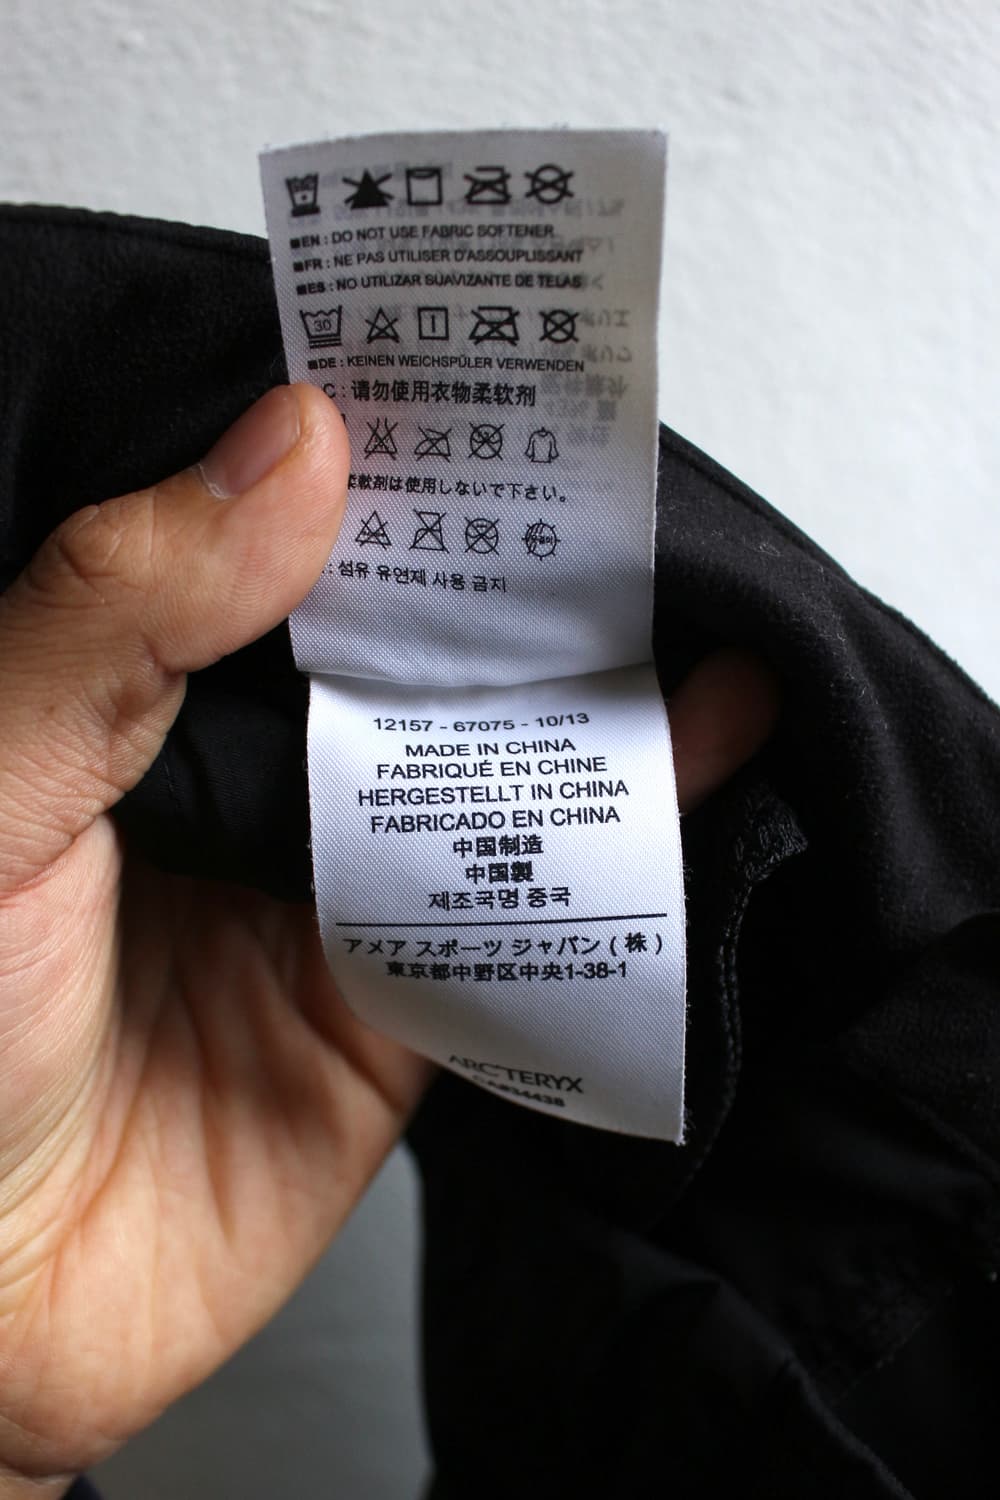 ■EN : DO NOT USE FABRIC SOFTENER
■FR : NE PAS UTILISER D'ASSOUPLISSANT
■ES : NO UTILIZAR SUAVIZANTE DE TELAS
30
■DE : KEINEN WEICHSPÜLER VERWENDEN
C : 请勿使用衣物柔软剂
柔軟剤は使用しないで下さい。
: 섬유 유연제 사용 금지
12157 - 67075 - 10/13
MADE IN CHINA
FABRIQUÉ EN CHINE
HERGESTELLT IN CHINA
FABRICADO EN CHINA
中国制造
中国製
제조국명 중국
アメア スポーツ ジャパン ( 株 )
東京都中野区中央1-38-1
ARC'TERYX
CA#34438